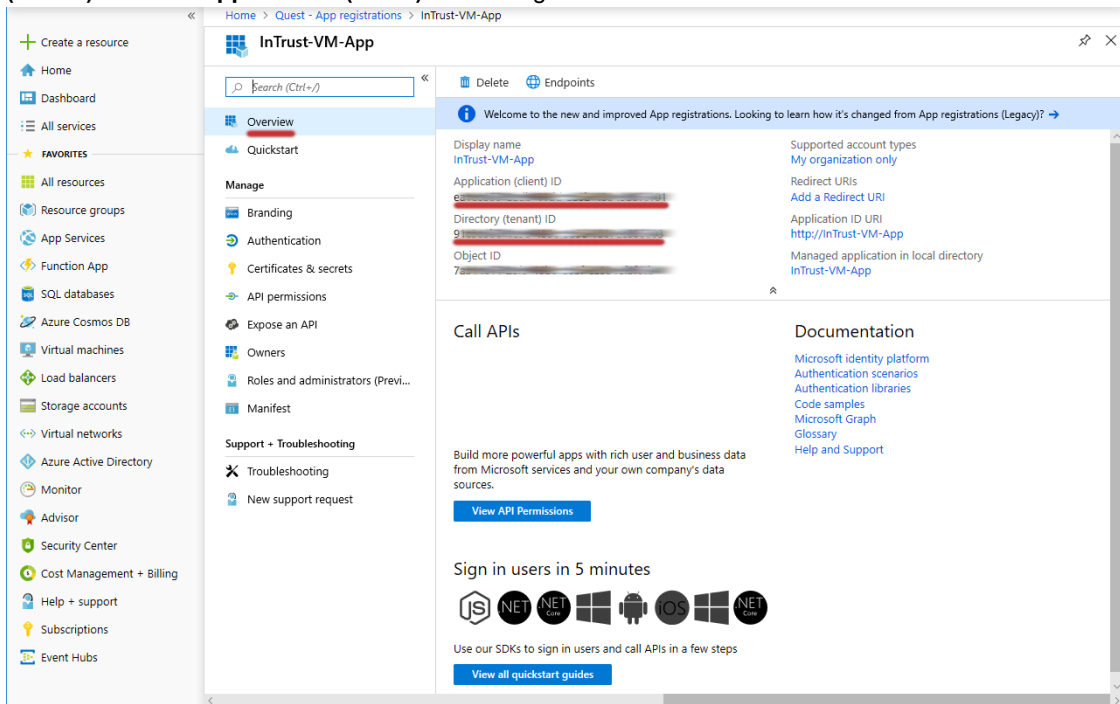 Home > Quest - App registrations > InTrust-VM-App
Create a resource
Home
Dashboard
All services
FAVORITES
All resources
Resource groups
App Services
Function App
SQL databases
Azure Cosmos DB
Virtual machines
Load balancers
Storage accounts
Virtual networks
Azure Active Directory
Monitor
Advisor
Security Center
Cost Management + Billing
Help + support
Subscriptions
Event Hubs
InTrust-VM-App
Search (Ctrl+/)
Overview
Quickstart
Manage
Branding
Authentication
Certificates & secrets
API permissions
Expose an API
Owners
Roles and administrators (Previ...
Manifest
Support + Troubleshooting
Troubleshooting
New support request
Delete Endpoints
Welcome to the new and improved App registrations. Looking to learn how it's changed from App registrations (Legacy)?
Display name
InTrust-VM-App
Application (client) ID
Directory (tenant) ID
Object ID
Supported account types
My organization only
Redirect URIs
Add a Redirect URI
Application ID URI
http://InTrust-VM-App
Managed application in local directory
InTrust-VM-App
Call APIs
Build more powerful apps with rich user and business data
from Microsoft services and your own company's data
sources.
View API Permissions
Documentation
Microsoft identity platform
Authentication scenarios
Authentication libraries
Code samples
Microsoft Graph
Glossary
Help and Support
Sign in users in 5 minutes
JS
.NET
.NET Core
iOS
.NET Core
Use our SDKs to sign in users and call APIs in a few steps
View all quickstart guides